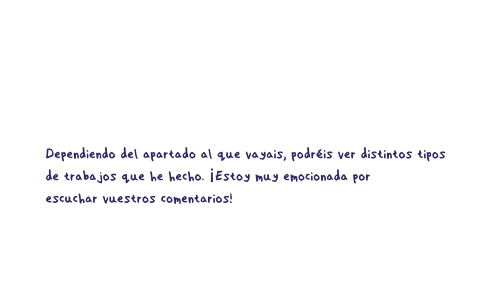 Dependiendo del apartado al que vayais, podréis ver distintos tipos
de trabajos que he hecho. ¡Estoy muy emocionada por
escuchar vuestros comentarios!